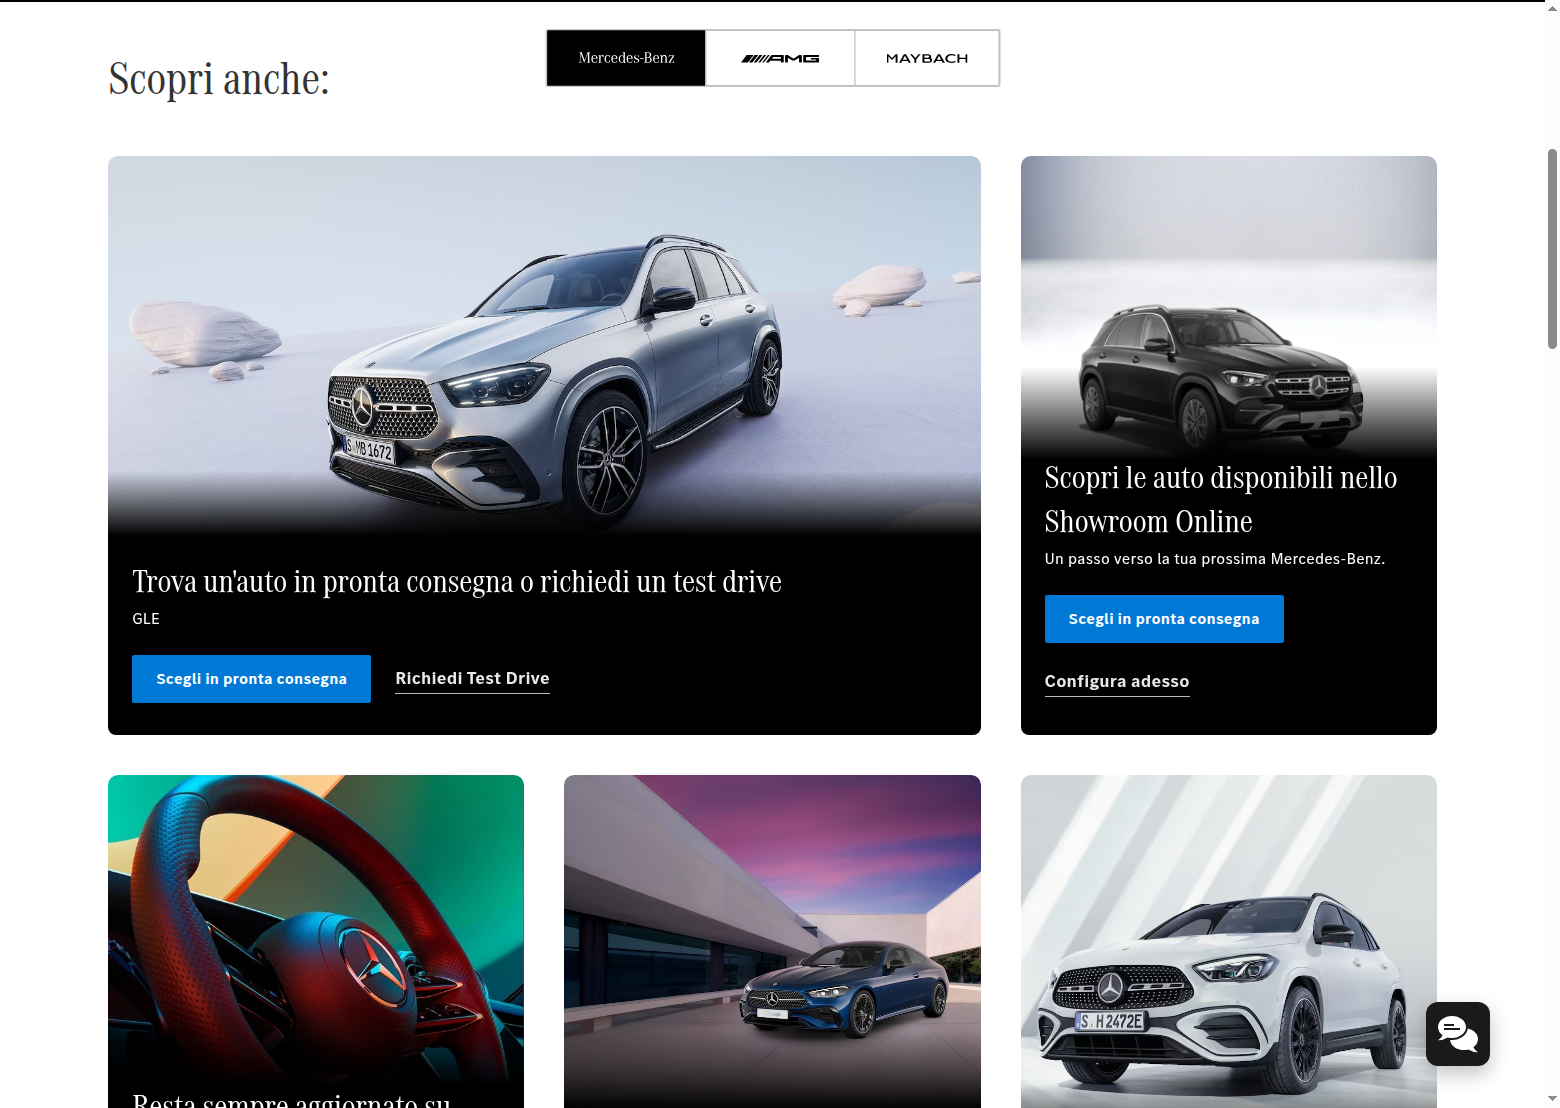 Mercedes-Benz
AMG
MAYBACH
Scopri anche:
S MB 1672
Trova un'auto in pronta consegna o richiedi un test drive
GLE
Scegli in pronta consegna
Richiedi Test Drive
Scopri le auto disponibili nello
Showroom Online
Un passo verso la tua prossima Mercedes-Benz.
Scegli in pronta consegna
Configura adesso
S H 2472E
Resta sempre aggiornato su